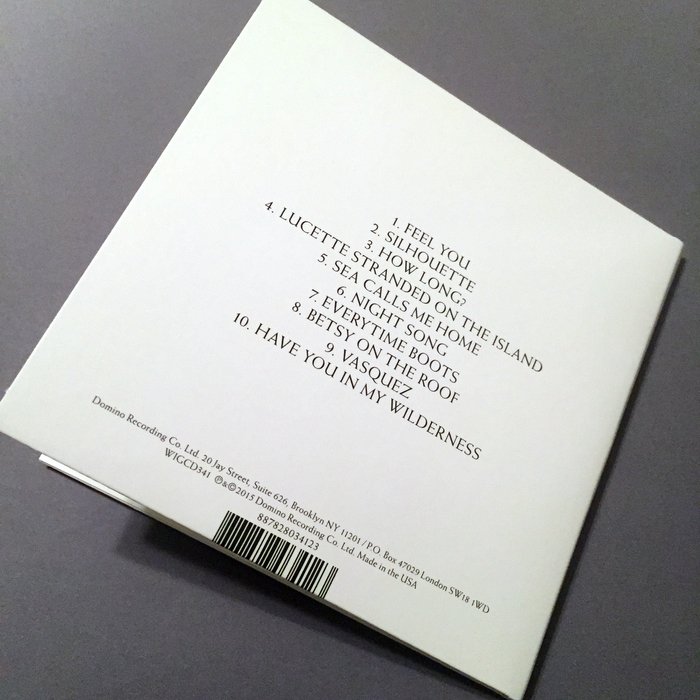 1. FEEL YOU
2. SILHOUETTE
3. HOW LONG?
4. LUCETTE STRANDED ON THE ISLAND
5. SEA CALLS ME HOME
6. NIGHT SONG
7. EVERYTIME BOOTS
8. BETSY ON THE ROOF
9. VASQUEZ
10. HAVE YOU IN MY WILDERNESS
Domino Recording Co. Ltd. 20 Jay Street, Suite 626, Brooklyn NY 11201 / P.O. Box 47029 London SW18 1WD
WIGCD341 ℗&©2015 Domino Recording Co. Ltd. Made in the USA
887828034123